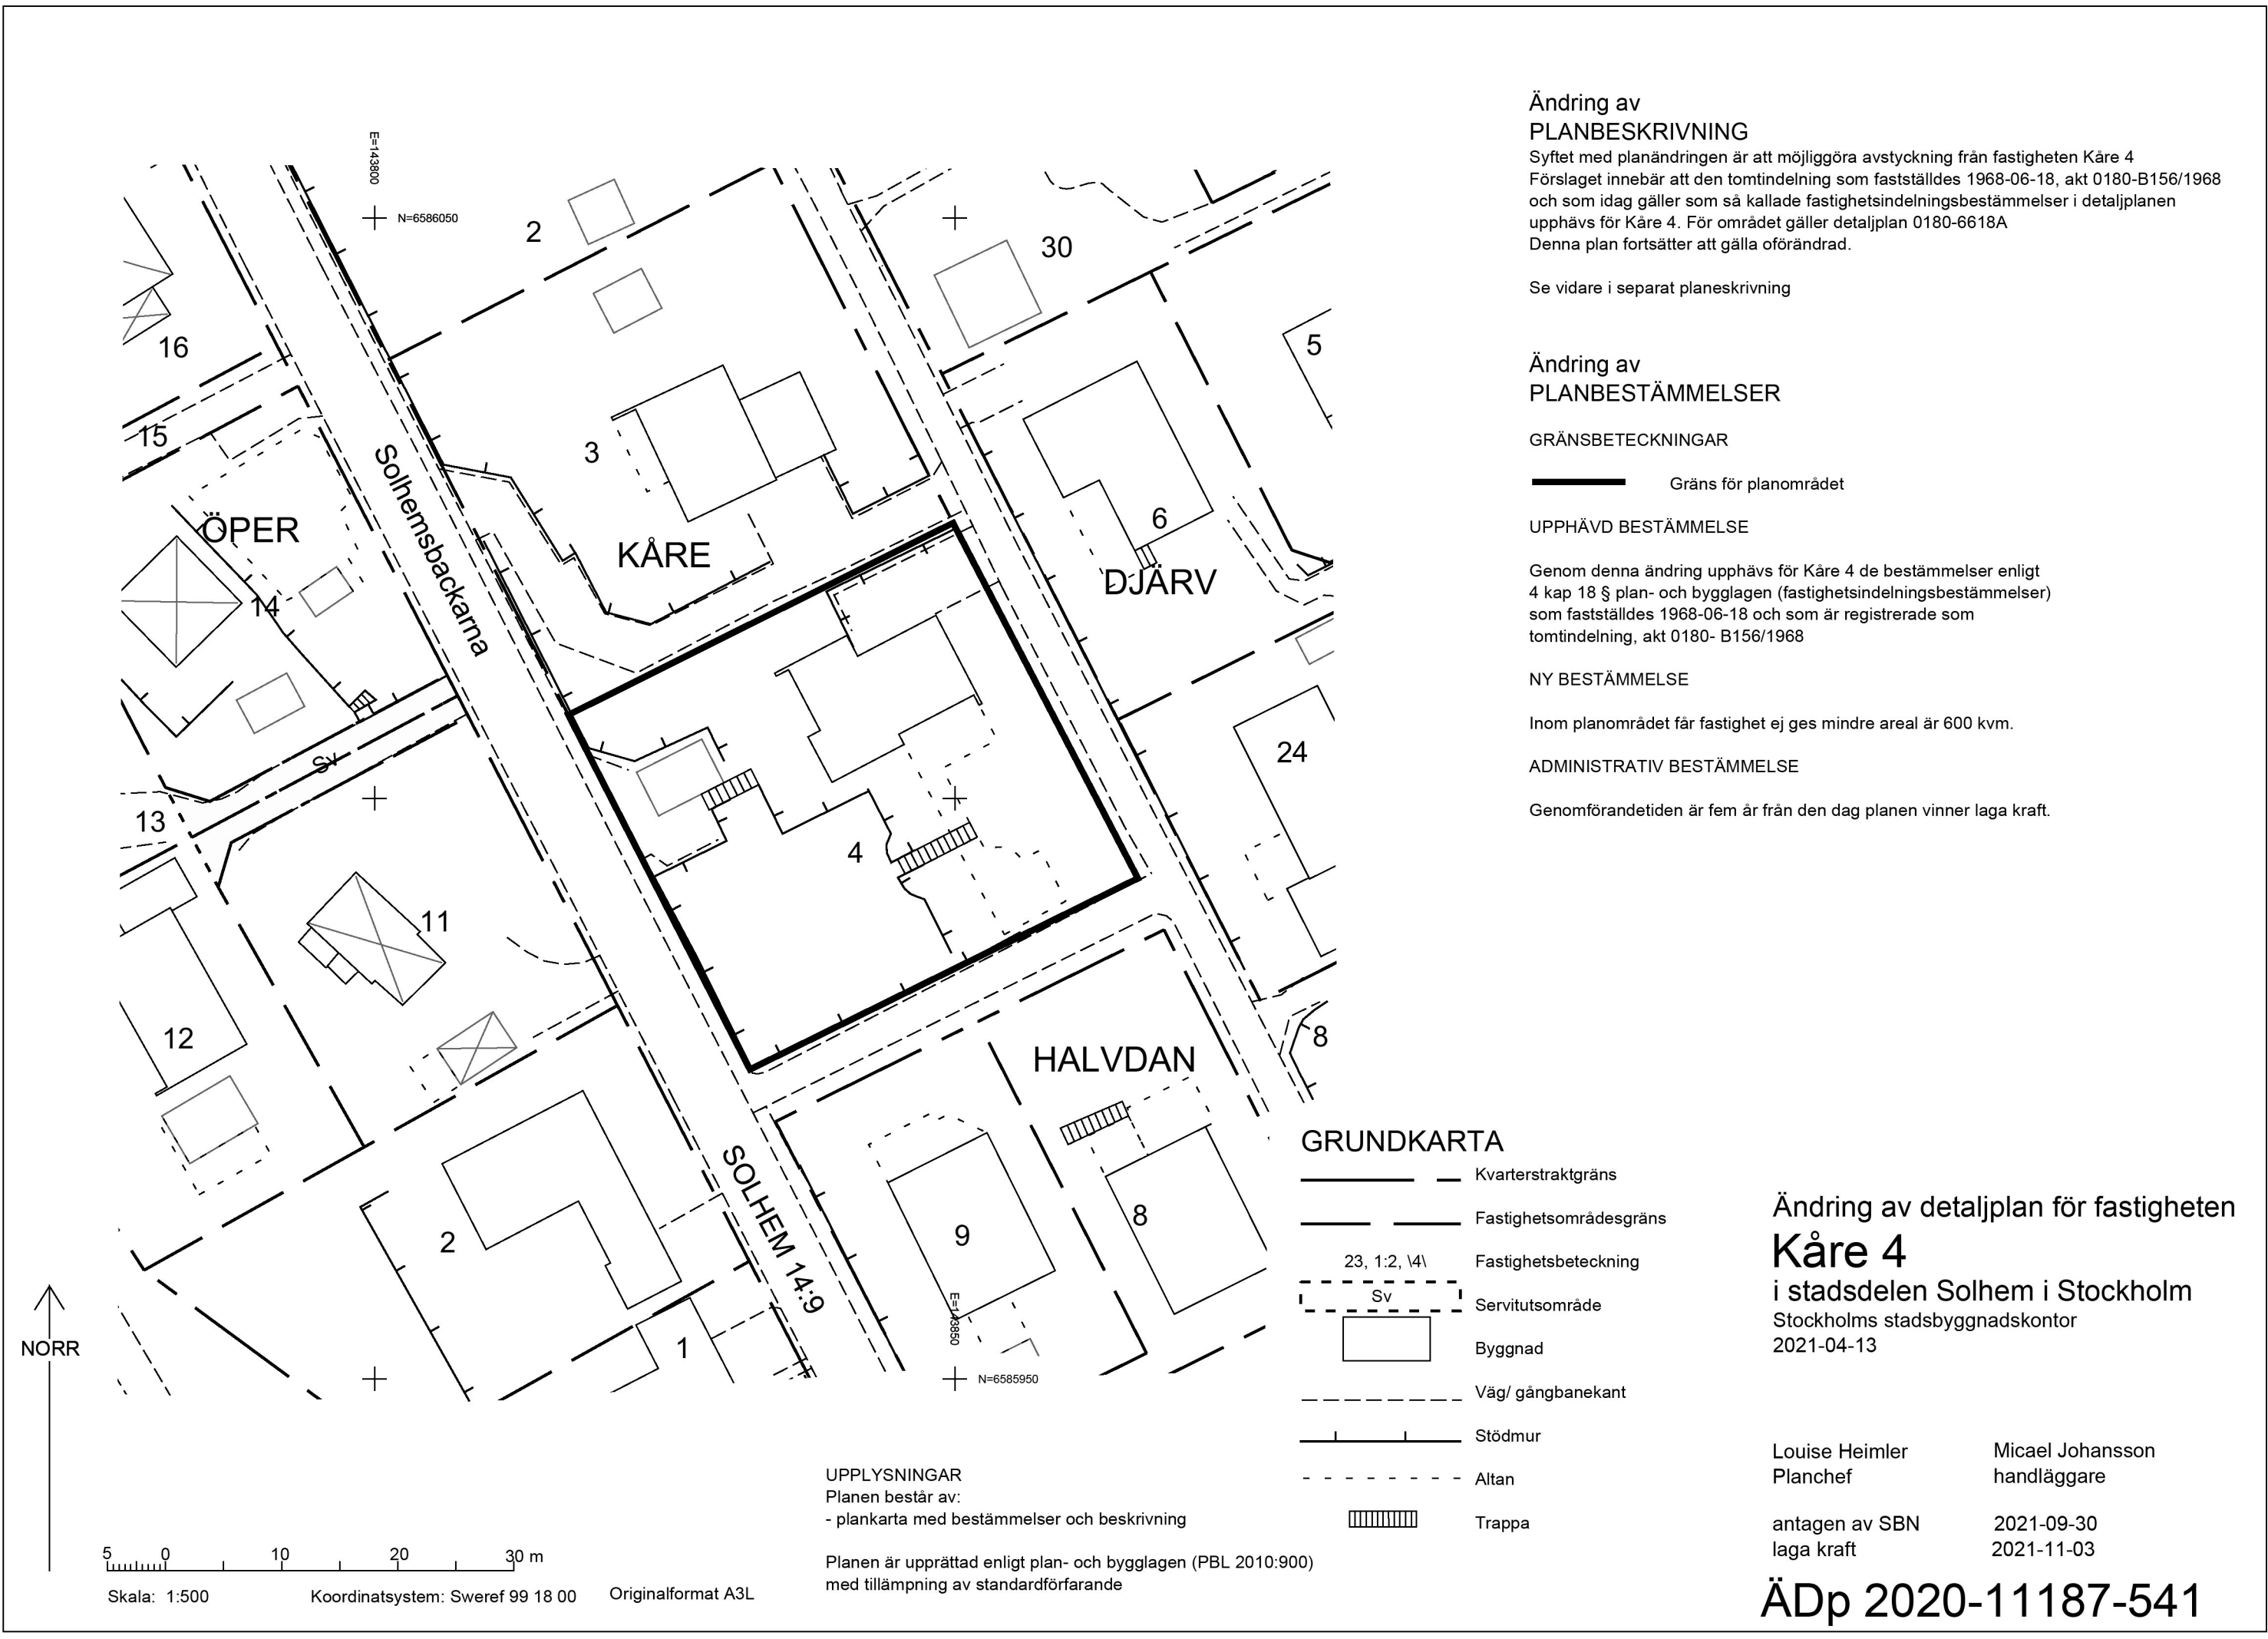 Ändring av
PLANBESKRIVNING
Syftet med planändringen är att möjliggöra avstyckning från fastigheten Kåre 4
Förslaget innebär att den tomtindelning som fastställdes 1968-06-18, akt 0180-B156/1968
och som idag gäller som så kallade fastighetsindelningsbestämmelser i detaljplanen
upphävs för Kåre 4. För området gäller detaljplan 0180-6618A
Denna plan fortsätter att gälla oförändrad.
Se vidare i separat planeskrivning
Ändring av
PLANBESTÄMMELSER
GRÄNSBETECKNINGAR
Gräns för planområdet
UPPHÄVD BESTÄMMELSE
Genom denna ändring upphävs för Kåre 4 de bestämmelser enligt
4 kap 18 § plan- och bygglagen (fastighetsindelningsbestämmelser)
som fastställdes 1968-06-18 och som är registrerade som
tomtindelning, akt 0180- B156/1968
NY BESTÄMMELSE
Inom planområdet får fastighet ej ges mindre areal är 600 kvm.
ADMINISTRATIV BESTÄMMELSE
Genomförandetiden är fem år från den dag planen vinner laga kraft.
E=143800
N=6586050
2
30
16
5
15
3
Solhemsbackarna
ÖPER
KÅRE
6
DJÄRV
14
Sv
24
13
4
11
12
8
HALVDAN
SOLHEM 14:9
2
9
8
E=143850
1
N=6585950
NORR
GRUNDKARTA
Kvarterstraktgräns
Fastighetsområdesgräns
23, 1:2, \4\ Fastighetsbeteckning
Sv Servitutsområde
Byggnad
Väg/ gångbanekant
Stödmur
Altan
Trappa
5 0 10 20 30 m
Skala: 1:500 Koordinatsystem: Sweref 99 18 00 Originalformat A3L
UPPLYSNINGAR
Planen består av:
- plankarta med bestämmelser och beskrivning
Planen är upprättad enligt plan- och bygglagen (PBL 2010:900)
med tillämpning av standardförfarande
Ändring av detaljplan för fastigheten
Kåre 4
i stadsdelen Solhem i Stockholm
Stockholms stadsbyggnadskontor
2021-04-13
Louise Heimler Micael Johansson
Planchef handläggare
antagen av SBN 2021-09-30
laga kraft 2021-11-03
ÄDp 2020-11187-541